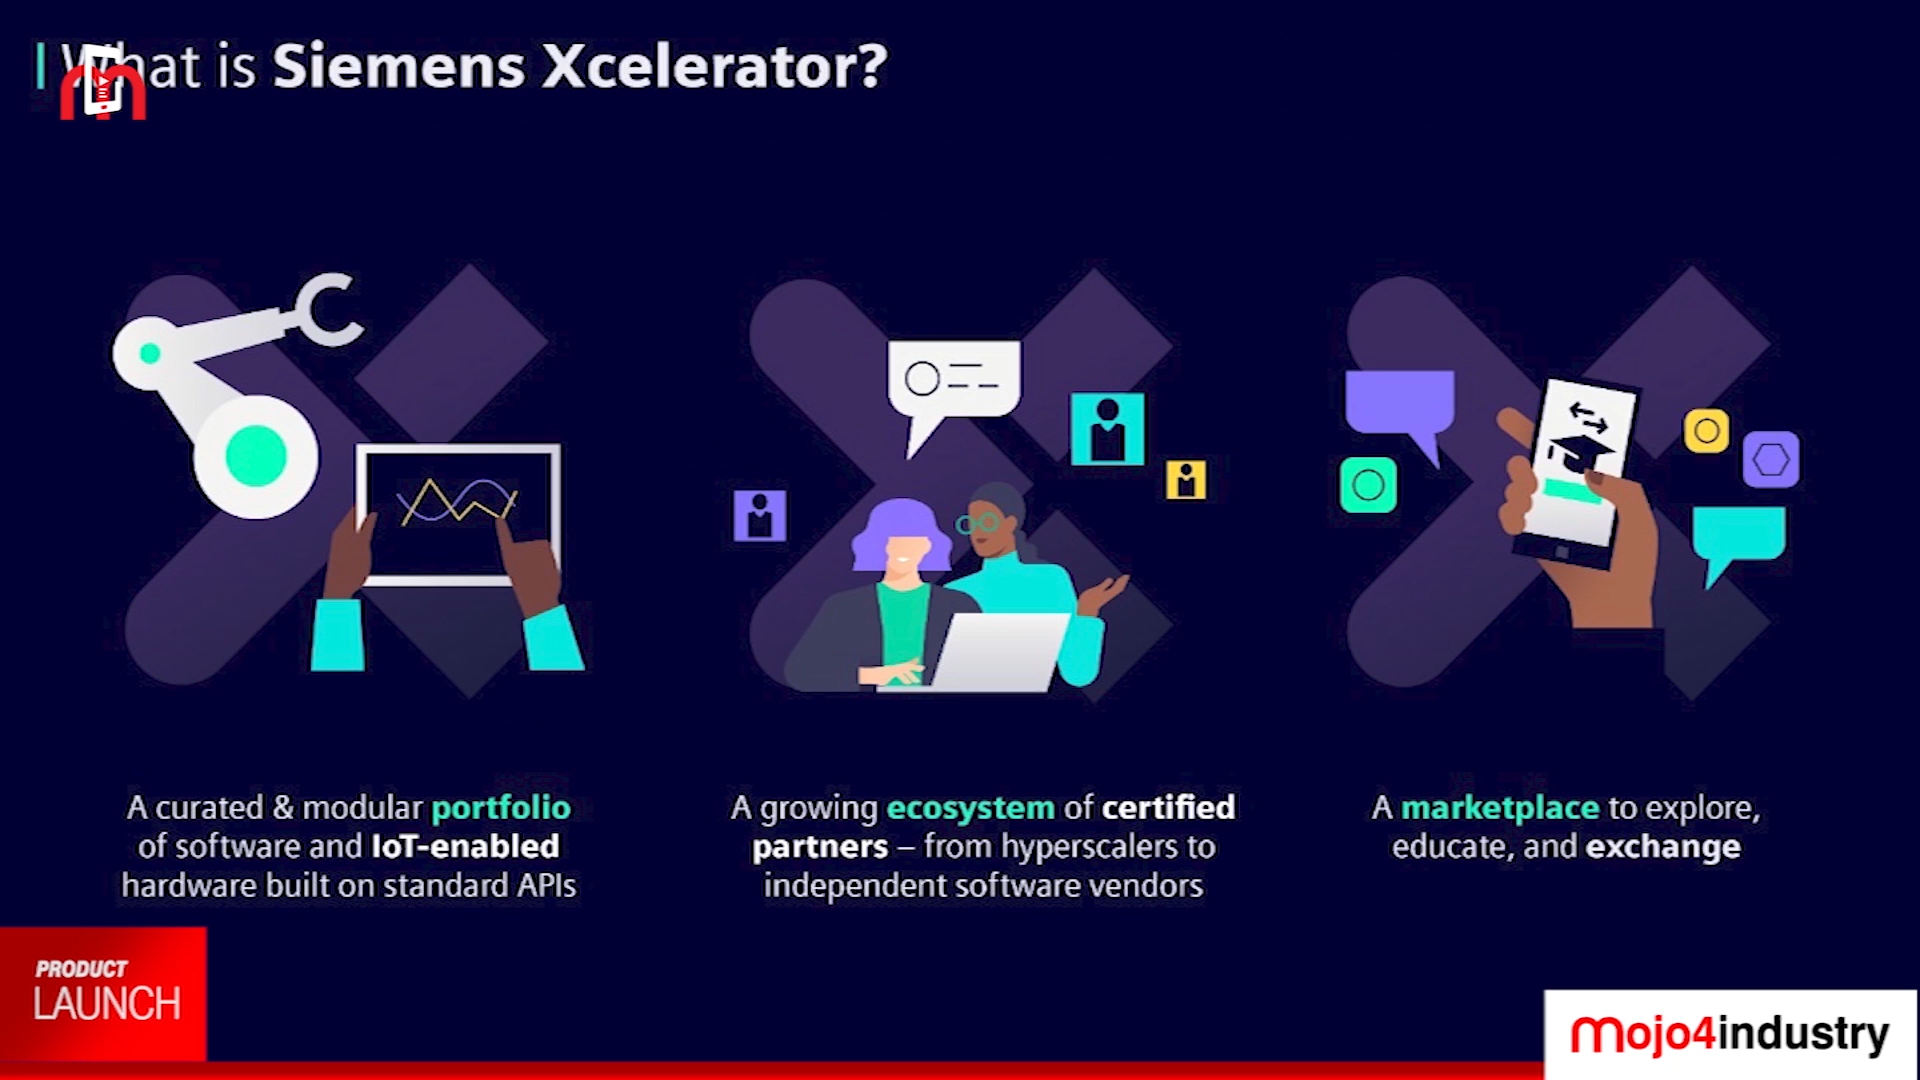 What is Siemens Xcelerator?
A curated & modular portfolio
of software and IoT-enabled
hardware built on standard APIs
A growing ecosystem of certified
partners – from hyperscalers to
independent software vendors
A marketplace to explore,
educate, and exchange
PRODUCT
LAUNCH
mojo4industry